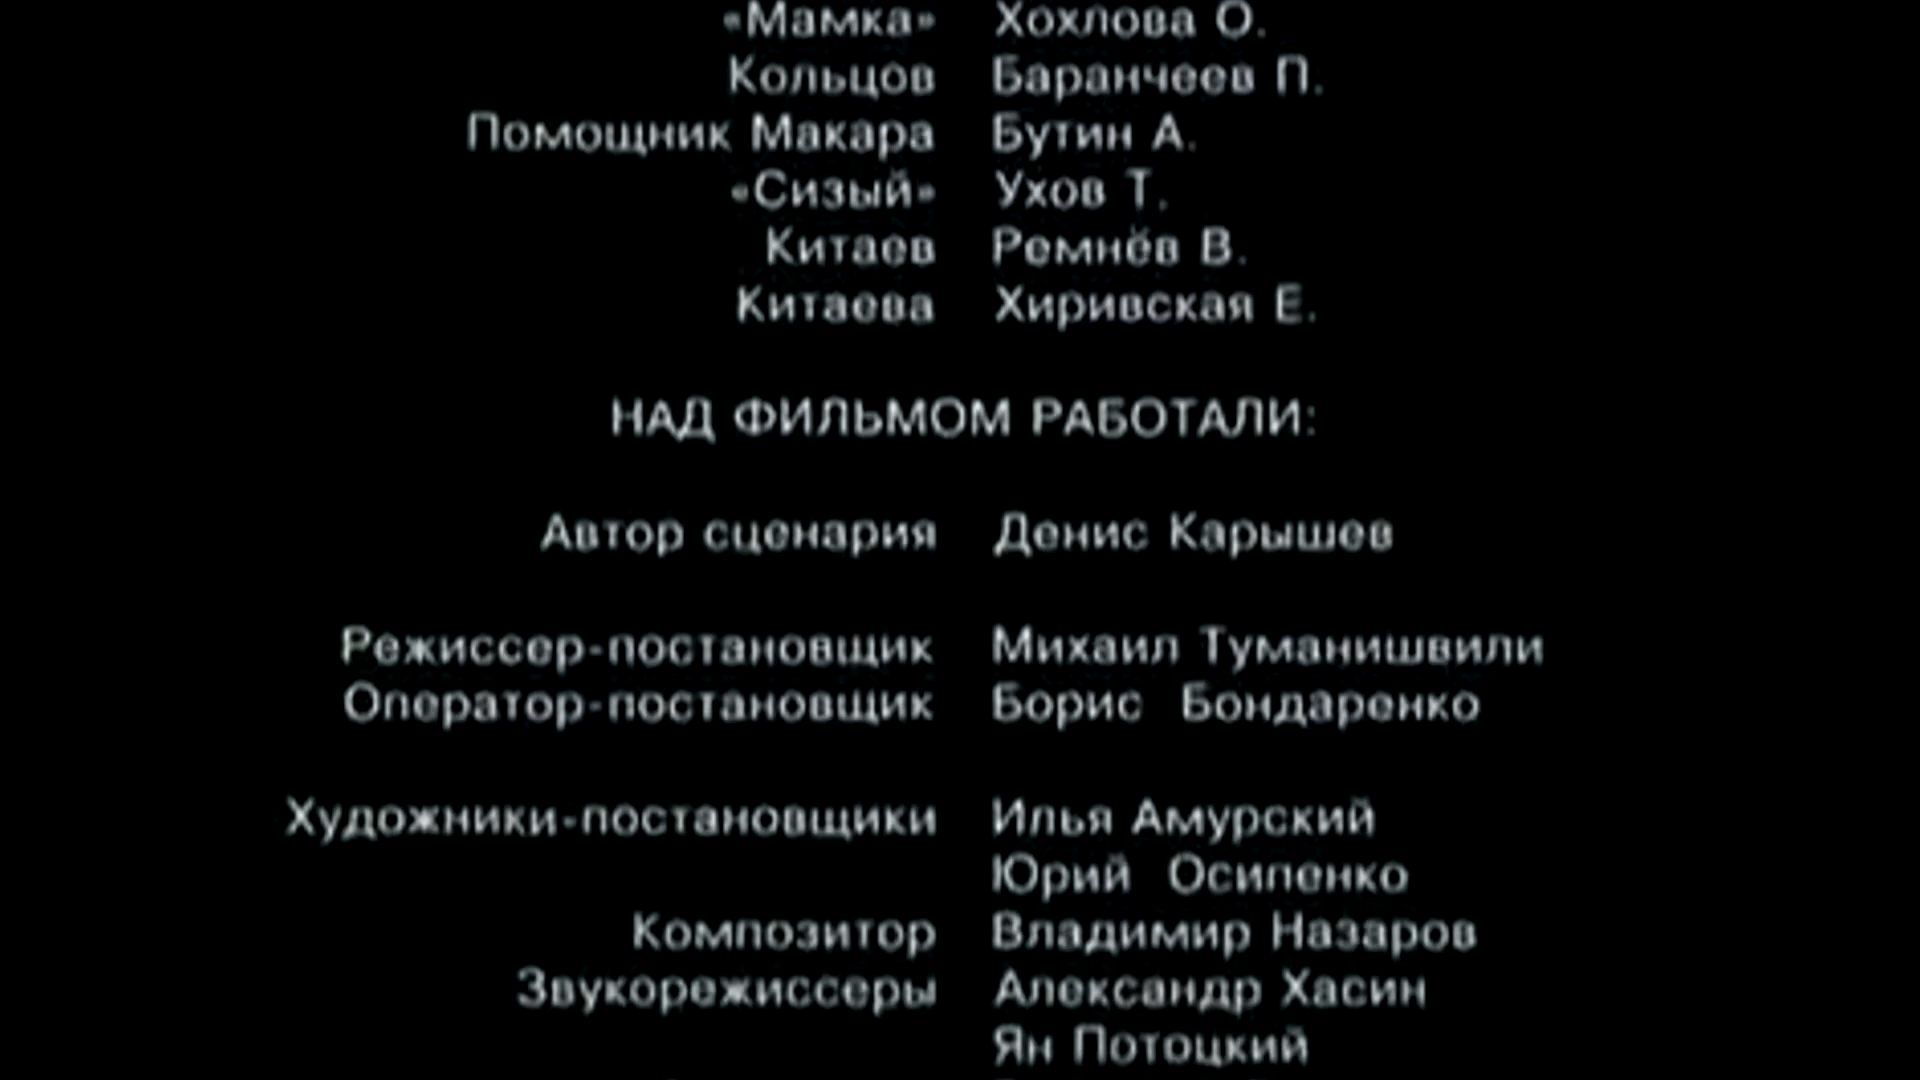 «Мамка» Хохлова О.
Кольцов Баранчеев П.
Помощник Макара Бутин А.
«Сизый» Ухов Т.
Китаев Ремнёв В.
Китаева Хиривская Е.
НАД ФИЛЬМОМ РАБОТАЛИ:
Автор сценария Денис Карышев
Режиссер-постановщик Михаил Туманишвили
Оператор-постановщик Борис Бондаренко
Художники-постановщики Илья Амурский
Юрий Осипенко
Композитор Владимир Назаров
Звукорежиссеры Александр Хасин
Ян Потоцкий